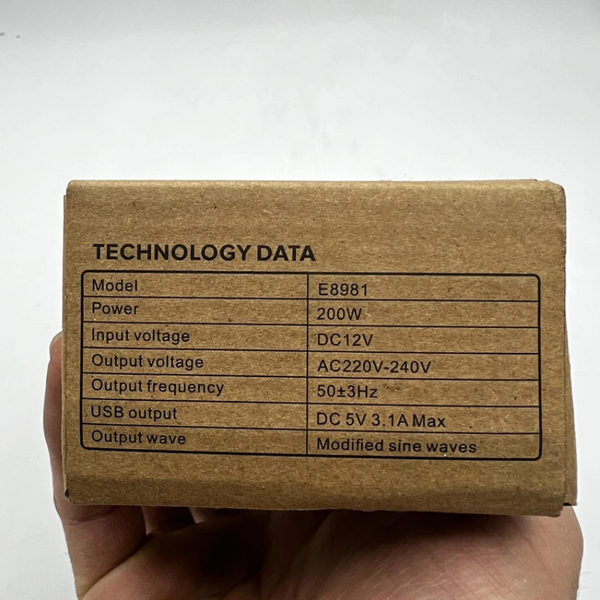 TECHNOLOGY DATA
Model E8981
Power 200W
Input voltage DC12V
Output voltage AC220V-240V
Output frequency 50±3Hz
USB output DC 5V 3.1A Max
Output wave Modified sine waves